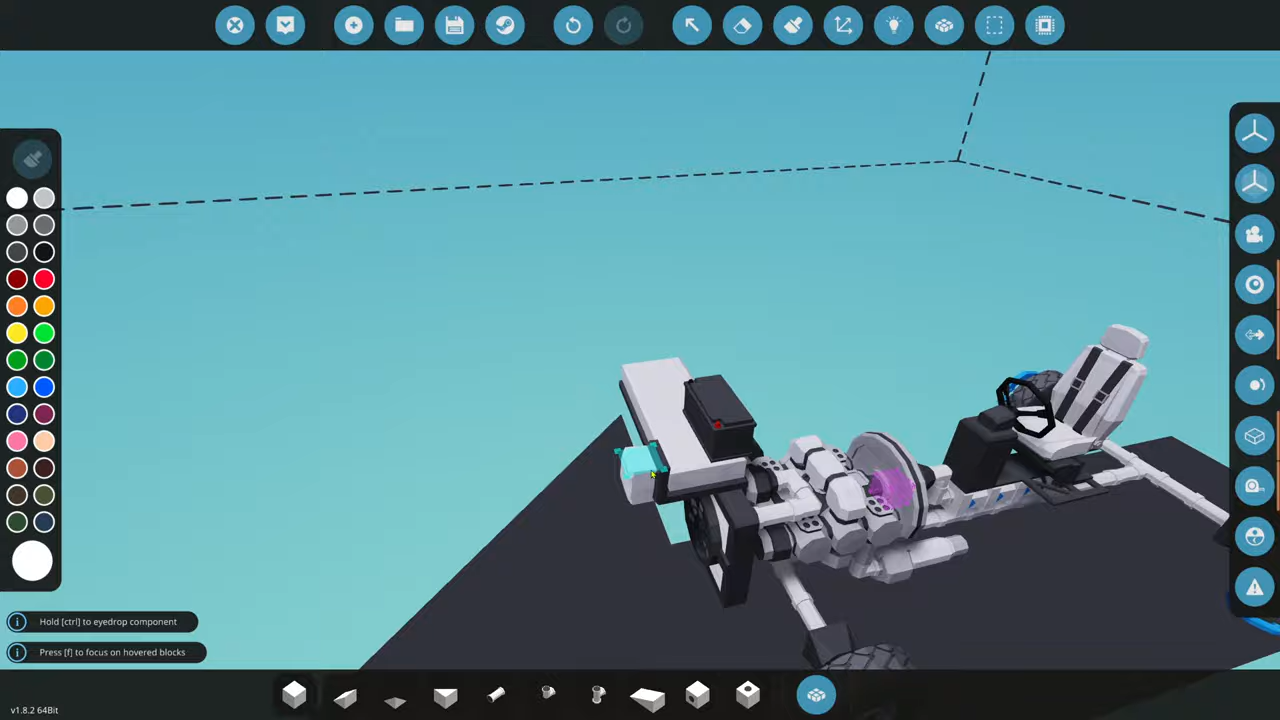 Hold [ctrl] to eyedrop component
Press [f] to focus on hovered blocks
v1.8.2 64Bit